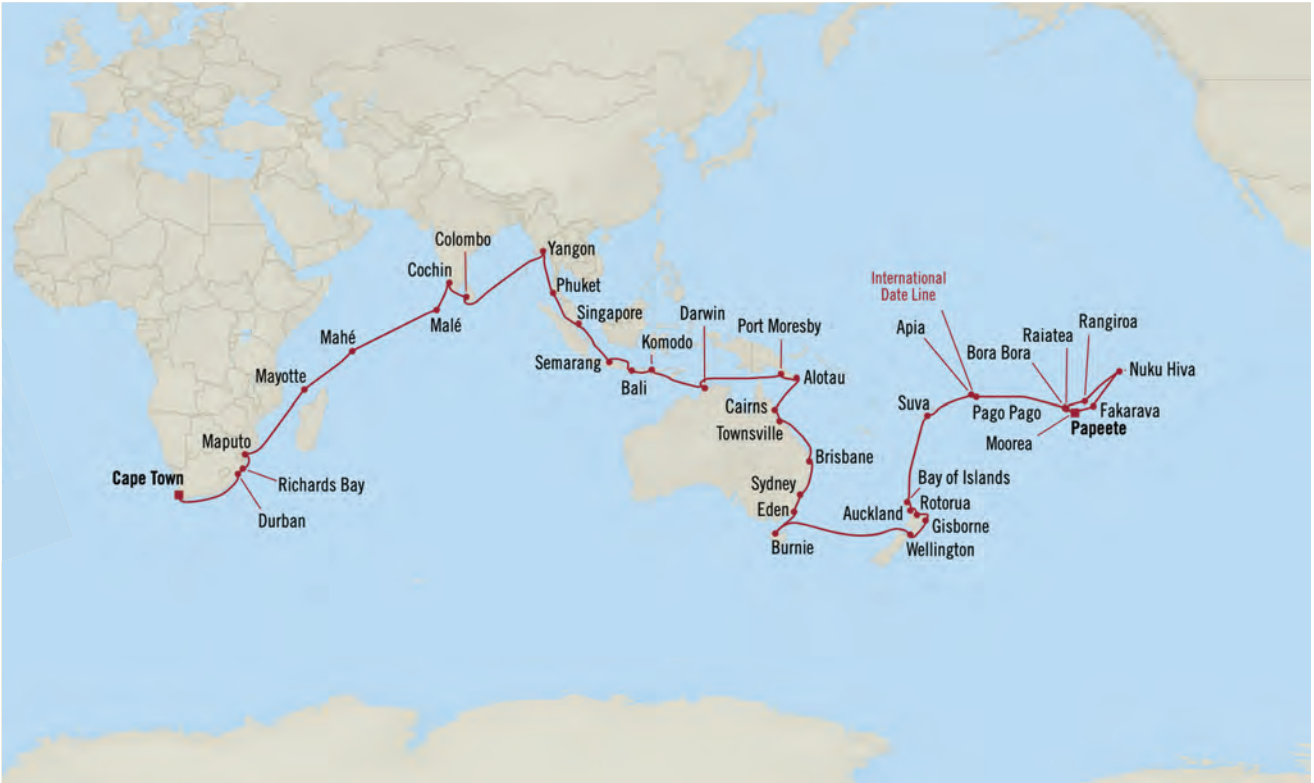 Colombo
Yangon
Cochin
Phuket
International
Date Line
Singapore
Darwin
Malé
Port Moresby
Apia
Rangiroa
Raiatea
Mahé
Komodo
Bora Bora
Semarang
Nuku Hiva
Mayotte
Bali
Alotau
Cairns
Suva
Pago Pago
Fakarava
Townsville
Papeete
Maputo
Moorea
Brisbane
Cape Town
Richards Bay
Sydney
Bay of Islands
Rotorua
Eden
Auckland
Durban
Gisborne
Burnie
Wellington